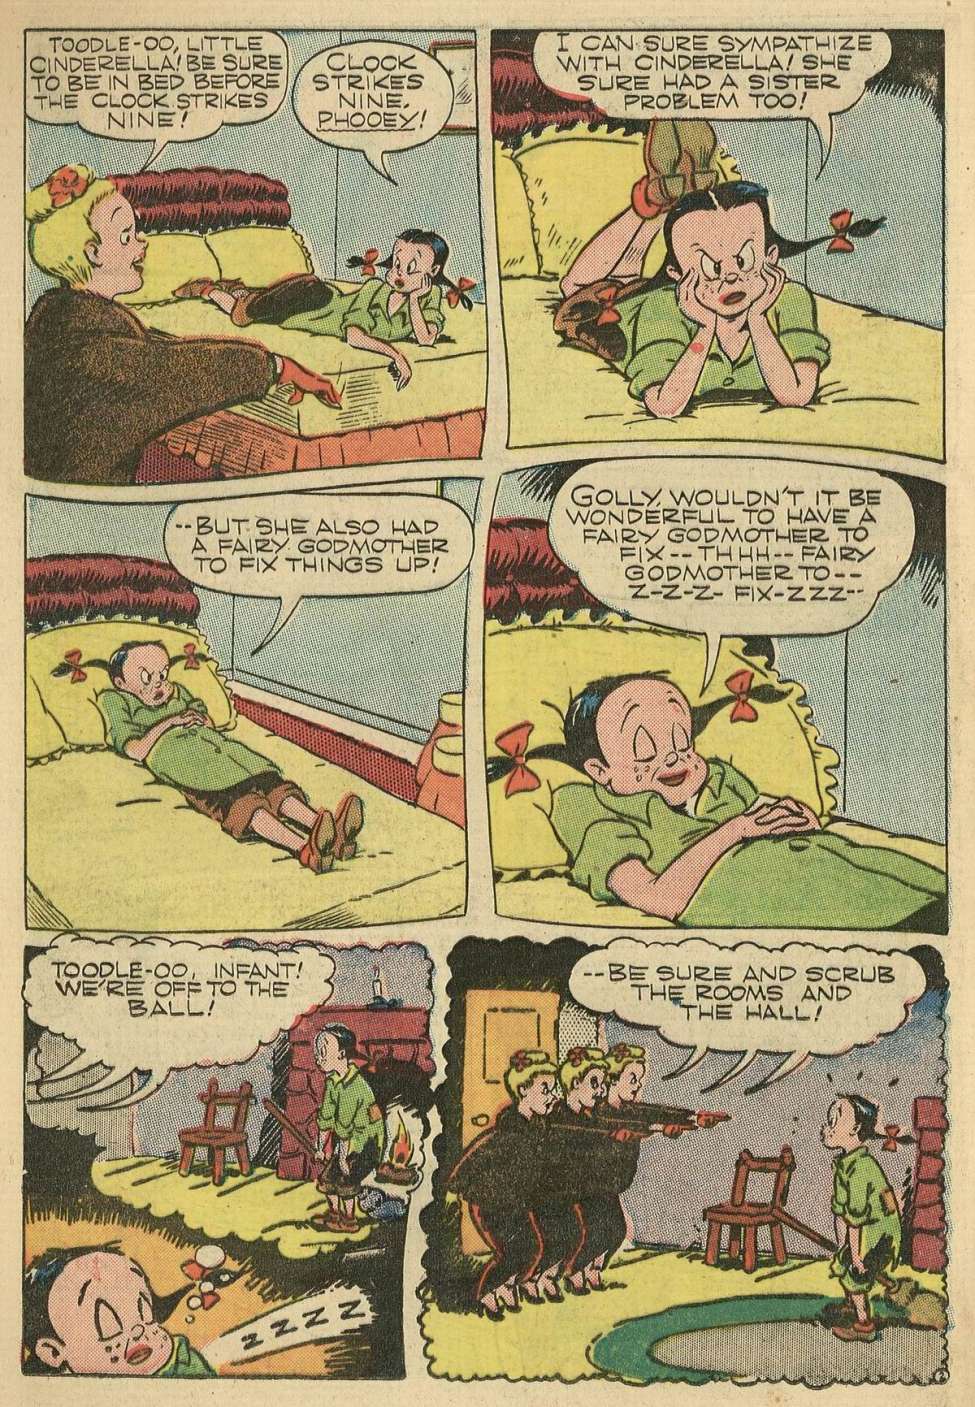 TOODLE-OO, LITTLE
CINDERELLA! BE SURE
TO BE IN BED BEFORE
THE CLOCK STRIKES
NINE!
CLOCK
STRIKES
NINE,
PHOOEY!
I CAN SURE SYMPATHIZE
WITH CINDERELLA! SHE
SURE HAD A SISTER
PROBLEM TOO!
--BUT SHE ALSO HAD
A FAIRY GODMOTHER
TO FIX THINGS UP!
GOLLY, WOULDN'T IT BE
WONDERFUL TO HAVE A
FAIRY GODMOTHER TO
FIX -- THHH -- FAIRY
GODMOTHER TO --
Z-Z-Z- FIX-ZZZ--
TOODLE-OO, INFANT!
WE'RE OFF TO THE
BALL!
ZZZZ
--BE SURE AND SCRUB
THE ROOMS AND
THE HALL!
2